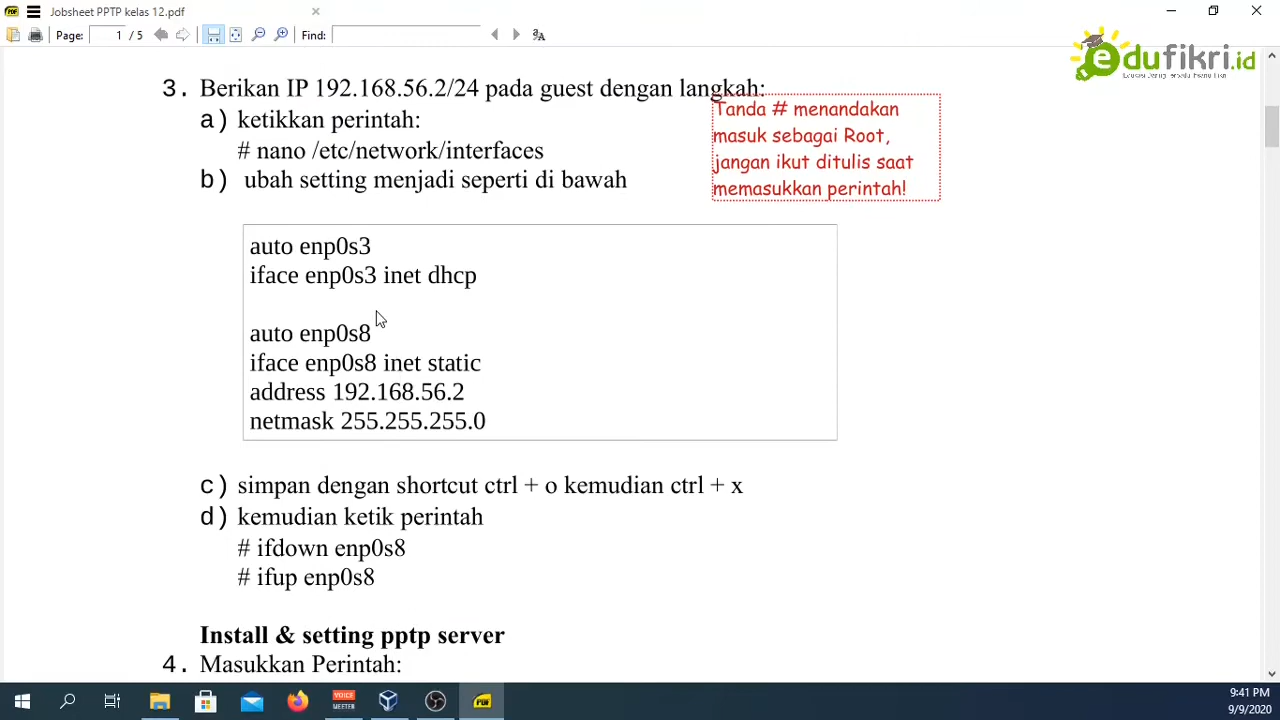 Jobsheet PPTP kelas 12.pdf
Page: 1 / 5 Find:
edufikri.id
3. Berikan IP 192.168.56.2/24 pada guest dengan langkah:
a) ketikkan perintah:
# nano /etc/network/interfaces
b) ubah setting menjadi seperti di bawah
Tanda # menandakan
masuk sebagai Root,
jangan ikut ditulis saat
memasukkan perintah!
auto enp0s3
iface enp0s3 inet dhcp
auto enp0s8
iface enp0s8 inet static
address 192.168.56.2
netmask 255.255.255.0
c) simpan dengan shortcut ctrl + o kemudian ctrl + x
d) kemudian ketik perintah
# ifdown enp0s8
# ifup enp0s8
Install & setting pptp server
4. Masukkan Perintah:
VOICE
MEETER
PDF
9:41 PM
9/9/2020